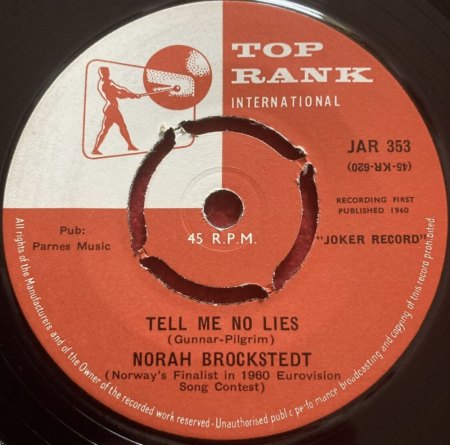 TOP
RANK
INTERNATIONAL
JAR 353
(45-KR-620)
RECORDING FIRST
PUBLISHED 1960
Pub:
Parnes Music
45 R.P.M.
"JOKER RECORD"
TELL ME NO LIES
(Gunnar-Pilgrim)
NORAH BROCKSTEDT
(Norway's Finalist in 1960 Eurovision
Song Contest)
All rights of the Manufacturers and of the Owner of the recorded work reserved - Unauthorised public performance broadcasting and copying of this record prohibited